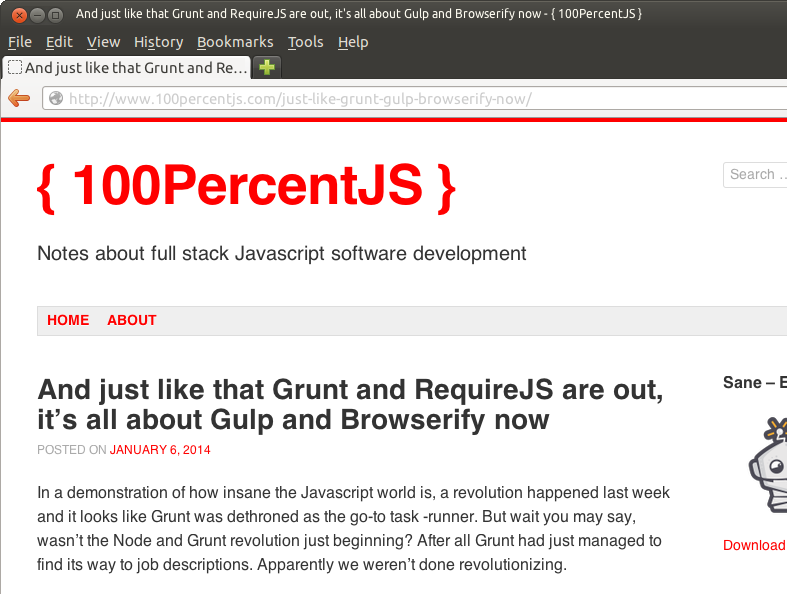 And just like that Grunt and RequireJS are out, it's all about Gulp and Browserify now - { 100PercentJS }
File Edit View History Bookmarks Tools Help
And just like that Grunt and Re...
http://www.100percentjs.com/just-like-grunt-gulp-browserify-now/
{ 100PercentJS }
Search ...
Notes about full stack Javascript software development
HOME ABOUT
And just like that Grunt and RequireJS are out,
it’s all about Gulp and Browserify now
POSTED ON JANUARY 6, 2014
In a demonstration of how insane the Javascript world is, a revolution happened last week
and it looks like Grunt was dethroned as the go-to task -runner. But wait you may say,
wasn’t the Node and Grunt revolution just beginning? After all Grunt had just managed to
find its way to job descriptions. Apparently we weren’t done revolutionizing.
Sane – E
Download